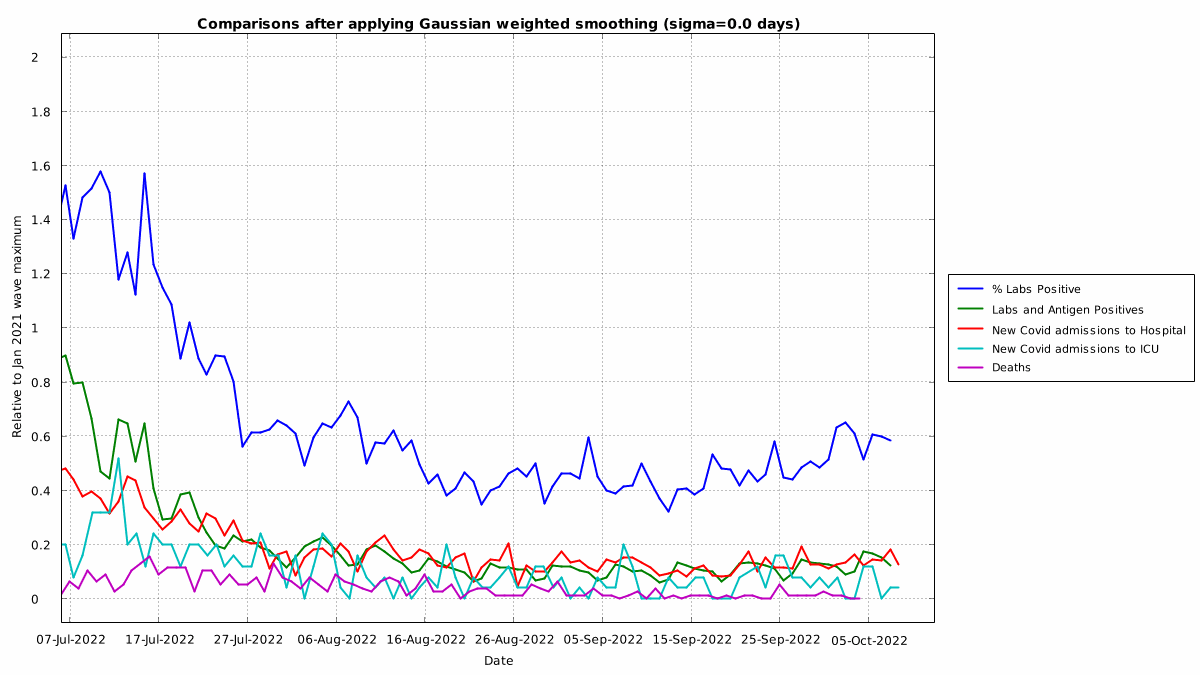 Comparisons after applying Gaussian weighted smoothing (sigma=0.0 days)
Relative to Jan 2021 wave maximum
2
1.8
1.6
1.4
1.2
1
0.8
0.6
0.4
0.2
0
07-Jul-2022 17-Jul-2022 27-Jul-2022 06-Aug-2022 16-Aug-2022 26-Aug-2022 05-Sep-2022 15-Sep-2022 25-Sep-2022 05-Oct-2022
Date
% Labs Positive
Labs and Antigen Positives
New Covid admissions to Hospital
New Covid admissions to ICU
Deaths